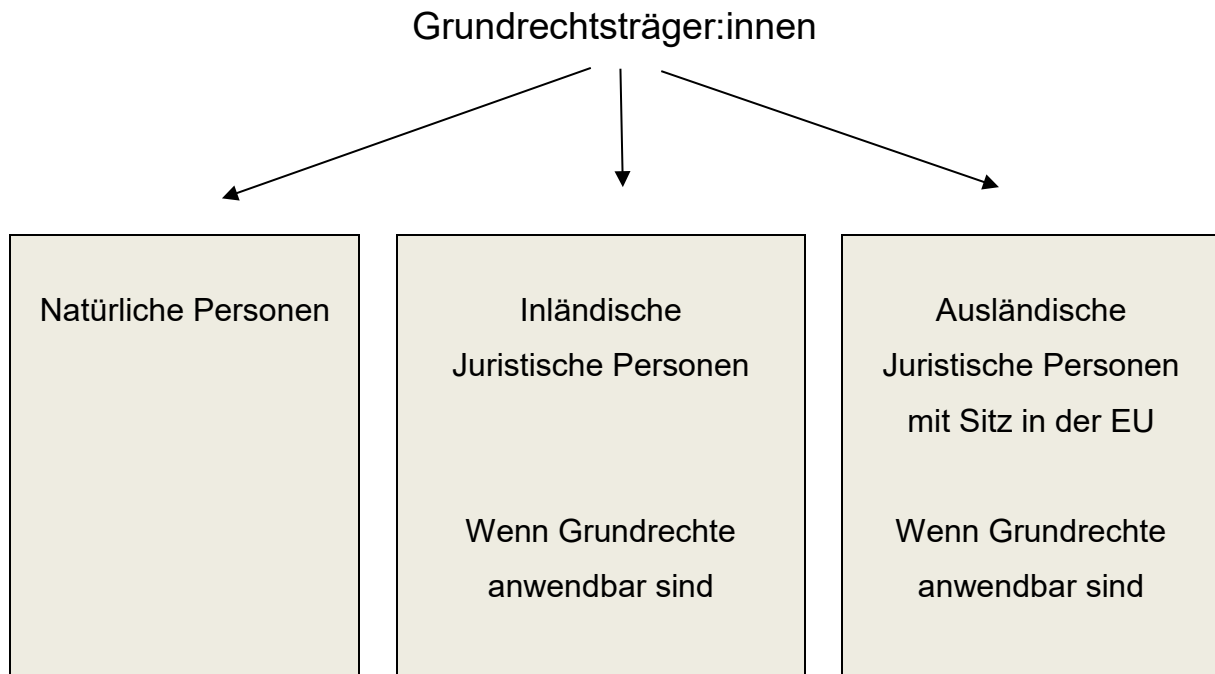 Grundrechtsträger:innen
Natürliche Personen
Inländische
Juristische Personen
Wenn Grundrechte
anwendbar sind
Ausländische
Juristische Personen
mit Sitz in der EU
Wenn Grundrechte
anwendbar sind